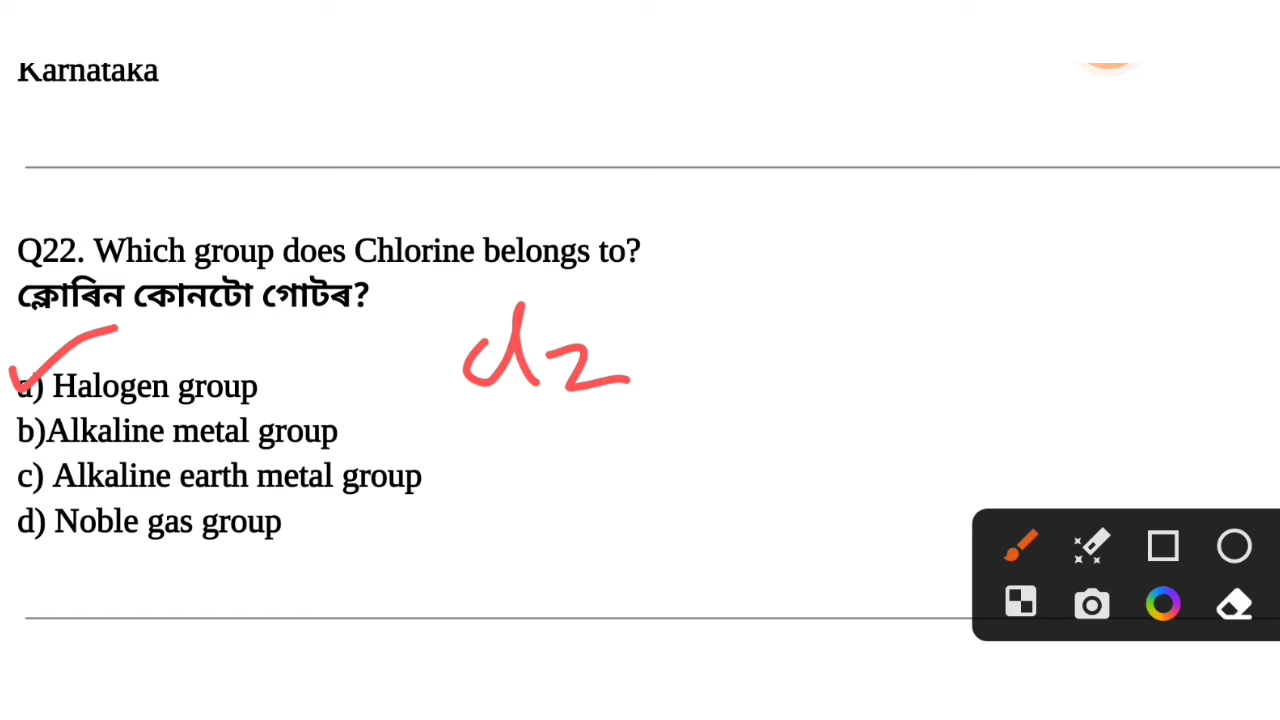 Karnataka
Q22. Which group does Chlorine belongs to?
ক্লোৰিন কোনটো গোটৰ?
a) Halogen group
cl2
b)Alkaline metal group
c) Alkaline earth metal group
d) Noble gas group